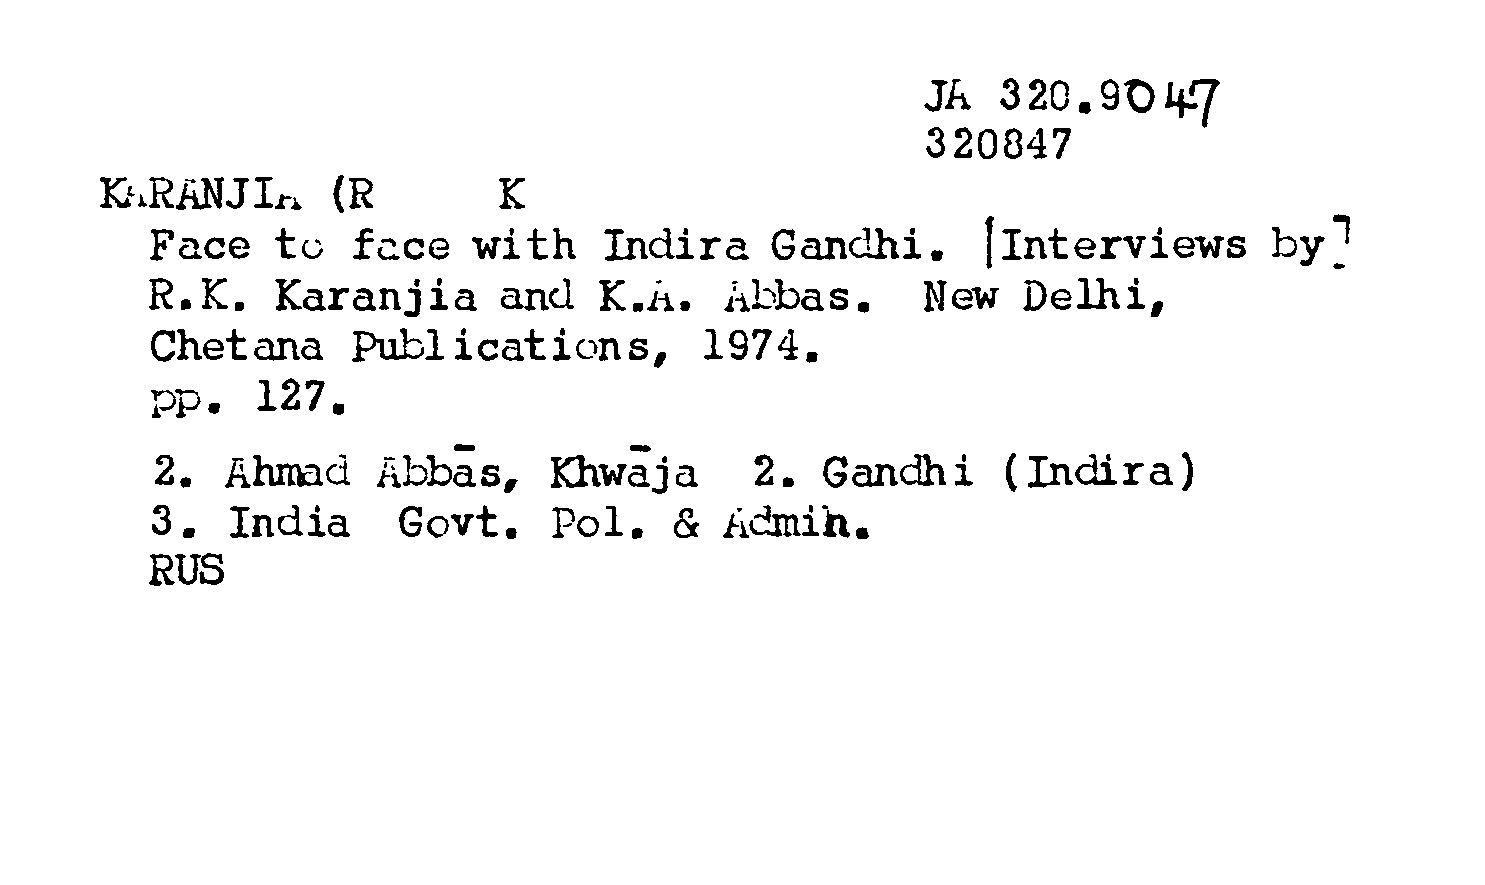 JA 320.9047
320847
KARANJIA (R K
Face to face with Indira Gandhi. [Interviews by]
R.K. Karanjia and K.A. Abbas. New Delhi,
Chetana Publications, 1974.
pp. 127.
2. Ahmad Abbās, Khwāja 2. Gandhi (Indira)
3. India Govt. Pol. & Admin.
RUS